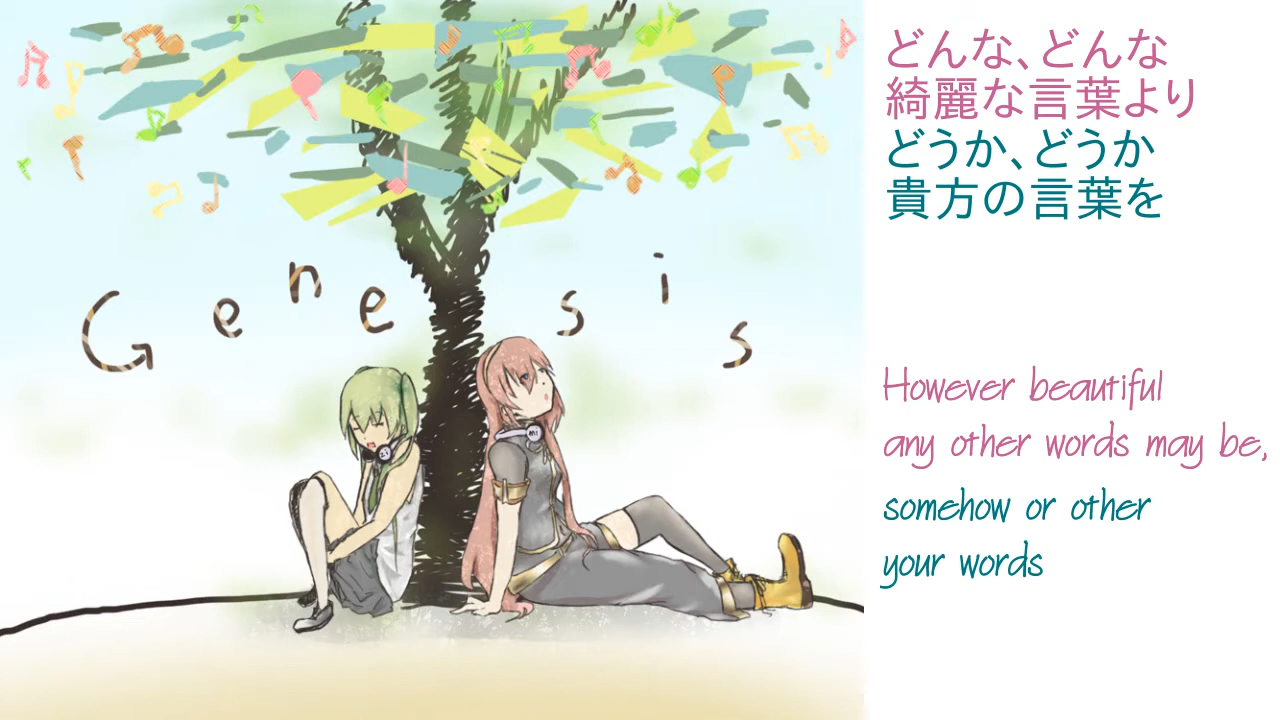 Genesis
どんな、どんな
綺麗な言葉より
どうか、どうか
貴方の言葉を
However beautiful
any other words may be,
somehow or other
your words